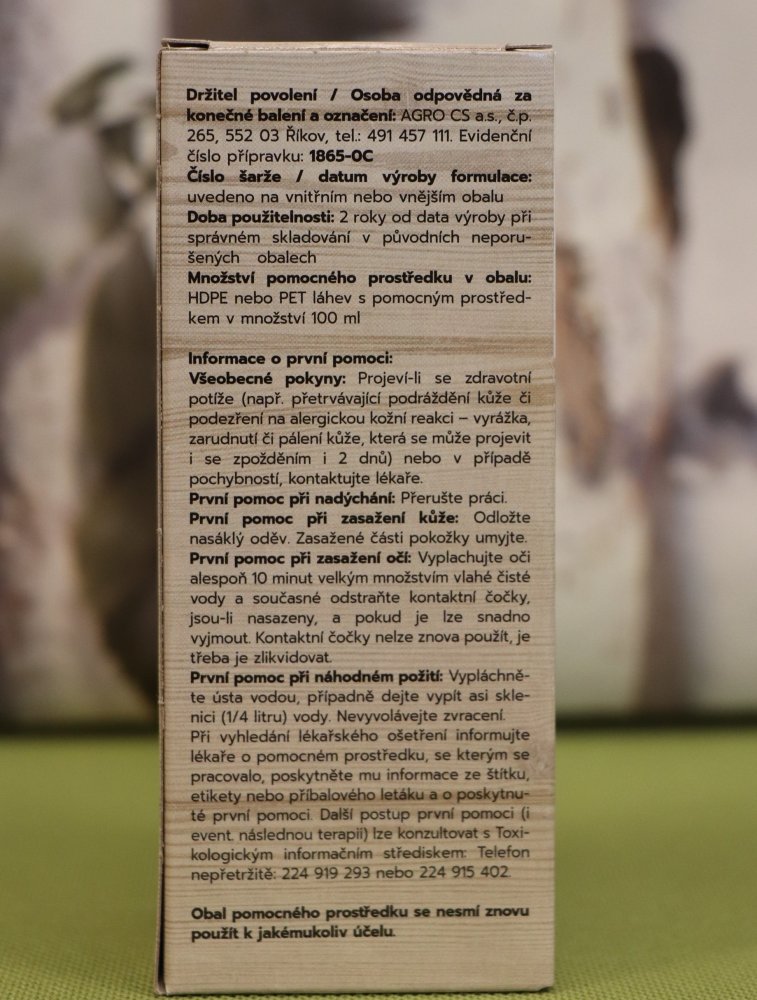 Držitel povolení / Osoba odpovědná za
konečné balení a označení: AGRO CS a.s., č.p.
265, 552 03 Říkov, tel.: 491 457 111. Evidenční
číslo přípravku: 1865-0C
Číslo šarže / datum výroby formulace:
uvedeno na vnitřním nebo vnějším obalu
Doba použitelnosti: 2 roky od data výroby při
správném skladování v původních neporu-
šených obalech
Množství pomocného prostředku v obalu:
HDPE nebo PET láhev s pomocným prostřed-
kem v množství 100 ml
Informace o první pomoci:
Všeobecné pokyny: Projeví-li se zdravotní
potíže (např. přetrvávající podráždění kůže či
podezření na alergickou kožní reakci – vyrážka,
zarudnutí či pálení kůže, která se může projevit
i se zpožděním i 2 dnů) nebo v případě
pochybností, kontaktujte lékaře.
První pomoc při nadýchání: Přerušte práci.
První pomoc při zasažení kůže: Odložte
nasáklý oděv. Zasažené části pokožky umyjte.
První pomoc při zasažení očí: Vyplachujte oči
alespoň 10 minut velkým množstvím vlahé čisté
vody a současné odstraňte kontaktní čočky,
jsou-li nasazeny, a pokud je lze snadno
vyjmout. Kontaktní čočky nelze znova použít, je
třeba je zlikvidovat.
První pomoc při náhodném požití: Vypláchně-
te ústa vodou, případně dejte vypít asi skle-
nici (1/4 litru) vody. Nevyvolávejte zvracení.
Při vyhledání lékařského ošetření informujte
lékaře o pomocném prostředku, se kterým se
pracovalo, poskytněte mu informace ze štítku,
etikety nebo příbalového letáku a o poskytnu-
té první pomoci. Další postup první pomoci (i
event. následnou terapii) lze konzultovat s Toxi-
kologickým informačním střediskem: Telefon
nepřetržitě: 224 919 293 nebo 224 915 402.
Obal pomocného prostředku se nesmí znovu
použít k jakémukoliv účelu.